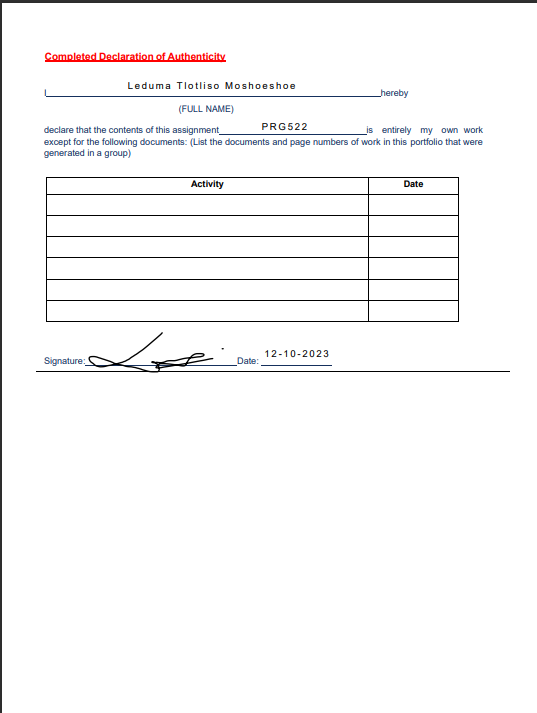 Completed Declaration of Authenticity
I Leduma Tlotliso Moshoeshoe hereby
(FULL NAME)
declare that the contents of this assignment PRG522 is entirely my own work
except for the following documents: (List the documents and page numbers of work in this portfolio that were
generated in a group)
Activity Date
Signature: Date: 12-10-2023